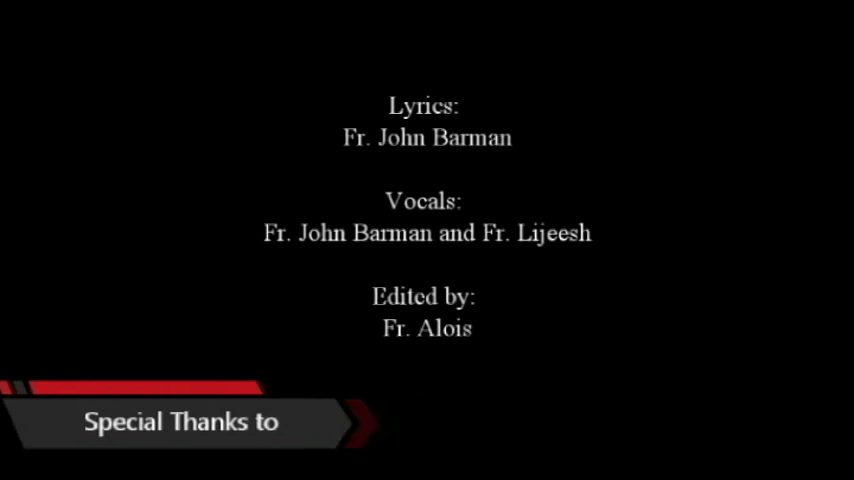 Lyrics:
Fr. John Barman
Vocals:
Fr. John Barman and Fr. Lijeesh
Edited by:
Fr. Alois
Special Thanks to